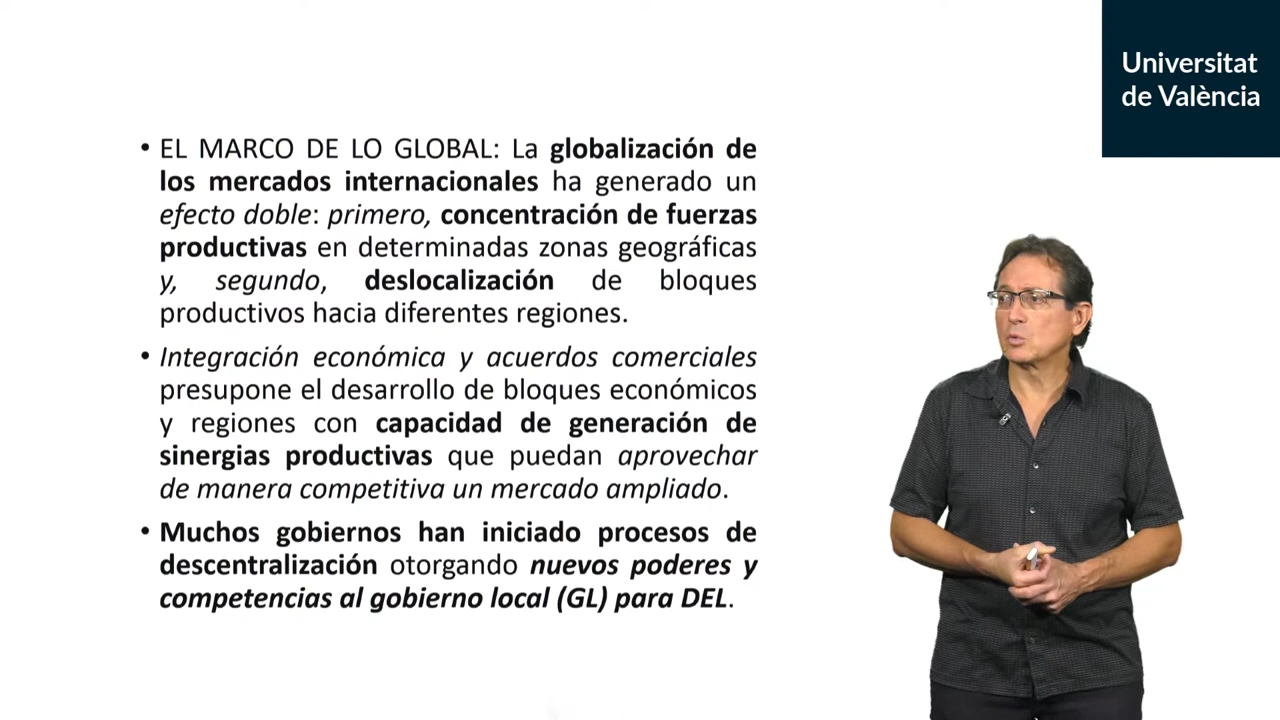 Universitat
de València
• EL MARCO DE LO GLOBAL: La globalización de
los mercados internacionales ha generado un
efecto doble: primero, concentración de fuerzas
productivas en determinadas zonas geográficas
y, segundo, deslocalización de bloques
productivos hacia diferentes regiones.
• Integración económica y acuerdos comerciales
presupone el desarrollo de bloques económicos
y regiones con capacidad de generación de
sinergias productivas que puedan aprovechar
de manera competitiva un mercado ampliado.
• Muchos gobiernos han iniciado procesos de
descentralización otorgando nuevos poderes y
competencias al gobierno local (GL) para DEL.